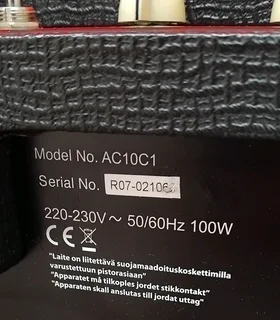 Model No. AC10C1
Serial No. R07-02106
220-230V ~ 50/60Hz 100W
CE
"Laite on liitettävä suojamaadoituskoskettimilla
varustettuun pistorasiaan"
"Apparatet må tilkoples jordet stikkontakt"
"Apparaten skall anslutas till jordat uttag"